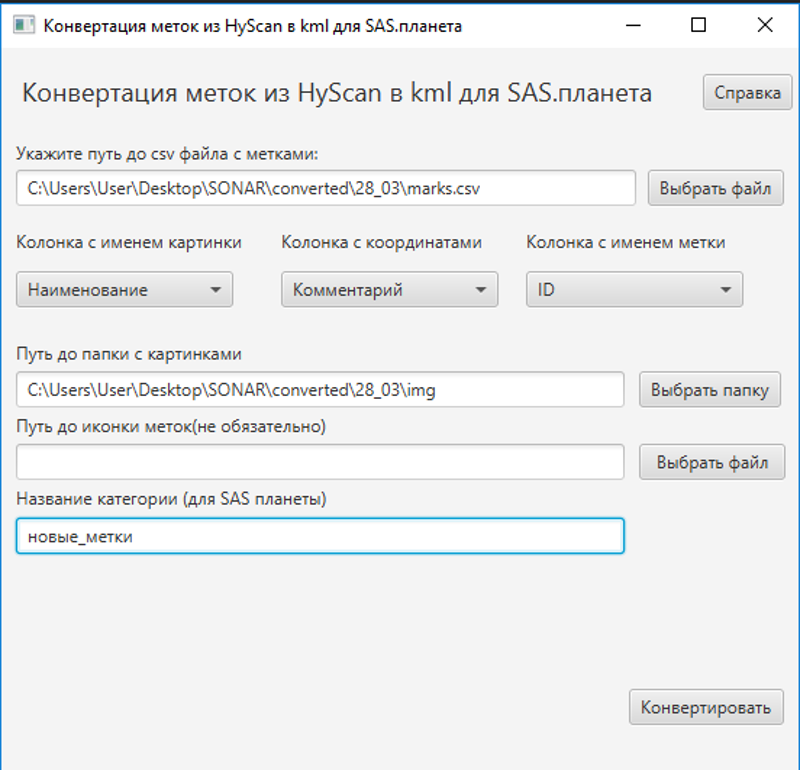 Конвертация меток из HyScan в kml для SAS.планета
Конвертация меток из HyScan в kml для SAS.планета
Справка
Укажите путь до csv файла с метками:
C:\Users\User\Desktop\SONAR\converted\28_03\marks.csv
Выбрать файл
Колонка с именем картинки
Колонка с координатами
Колонка с именем метки
Наименование
Комментарий
ID
Путь до папки с картинками
C:\Users\User\Desktop\SONAR\converted\28_03\img
Выбрать папку
Путь до иконки меток(не обязательно)
Выбрать файл
Название категории (для SAS планеты)
новые_метки
Конвертировать